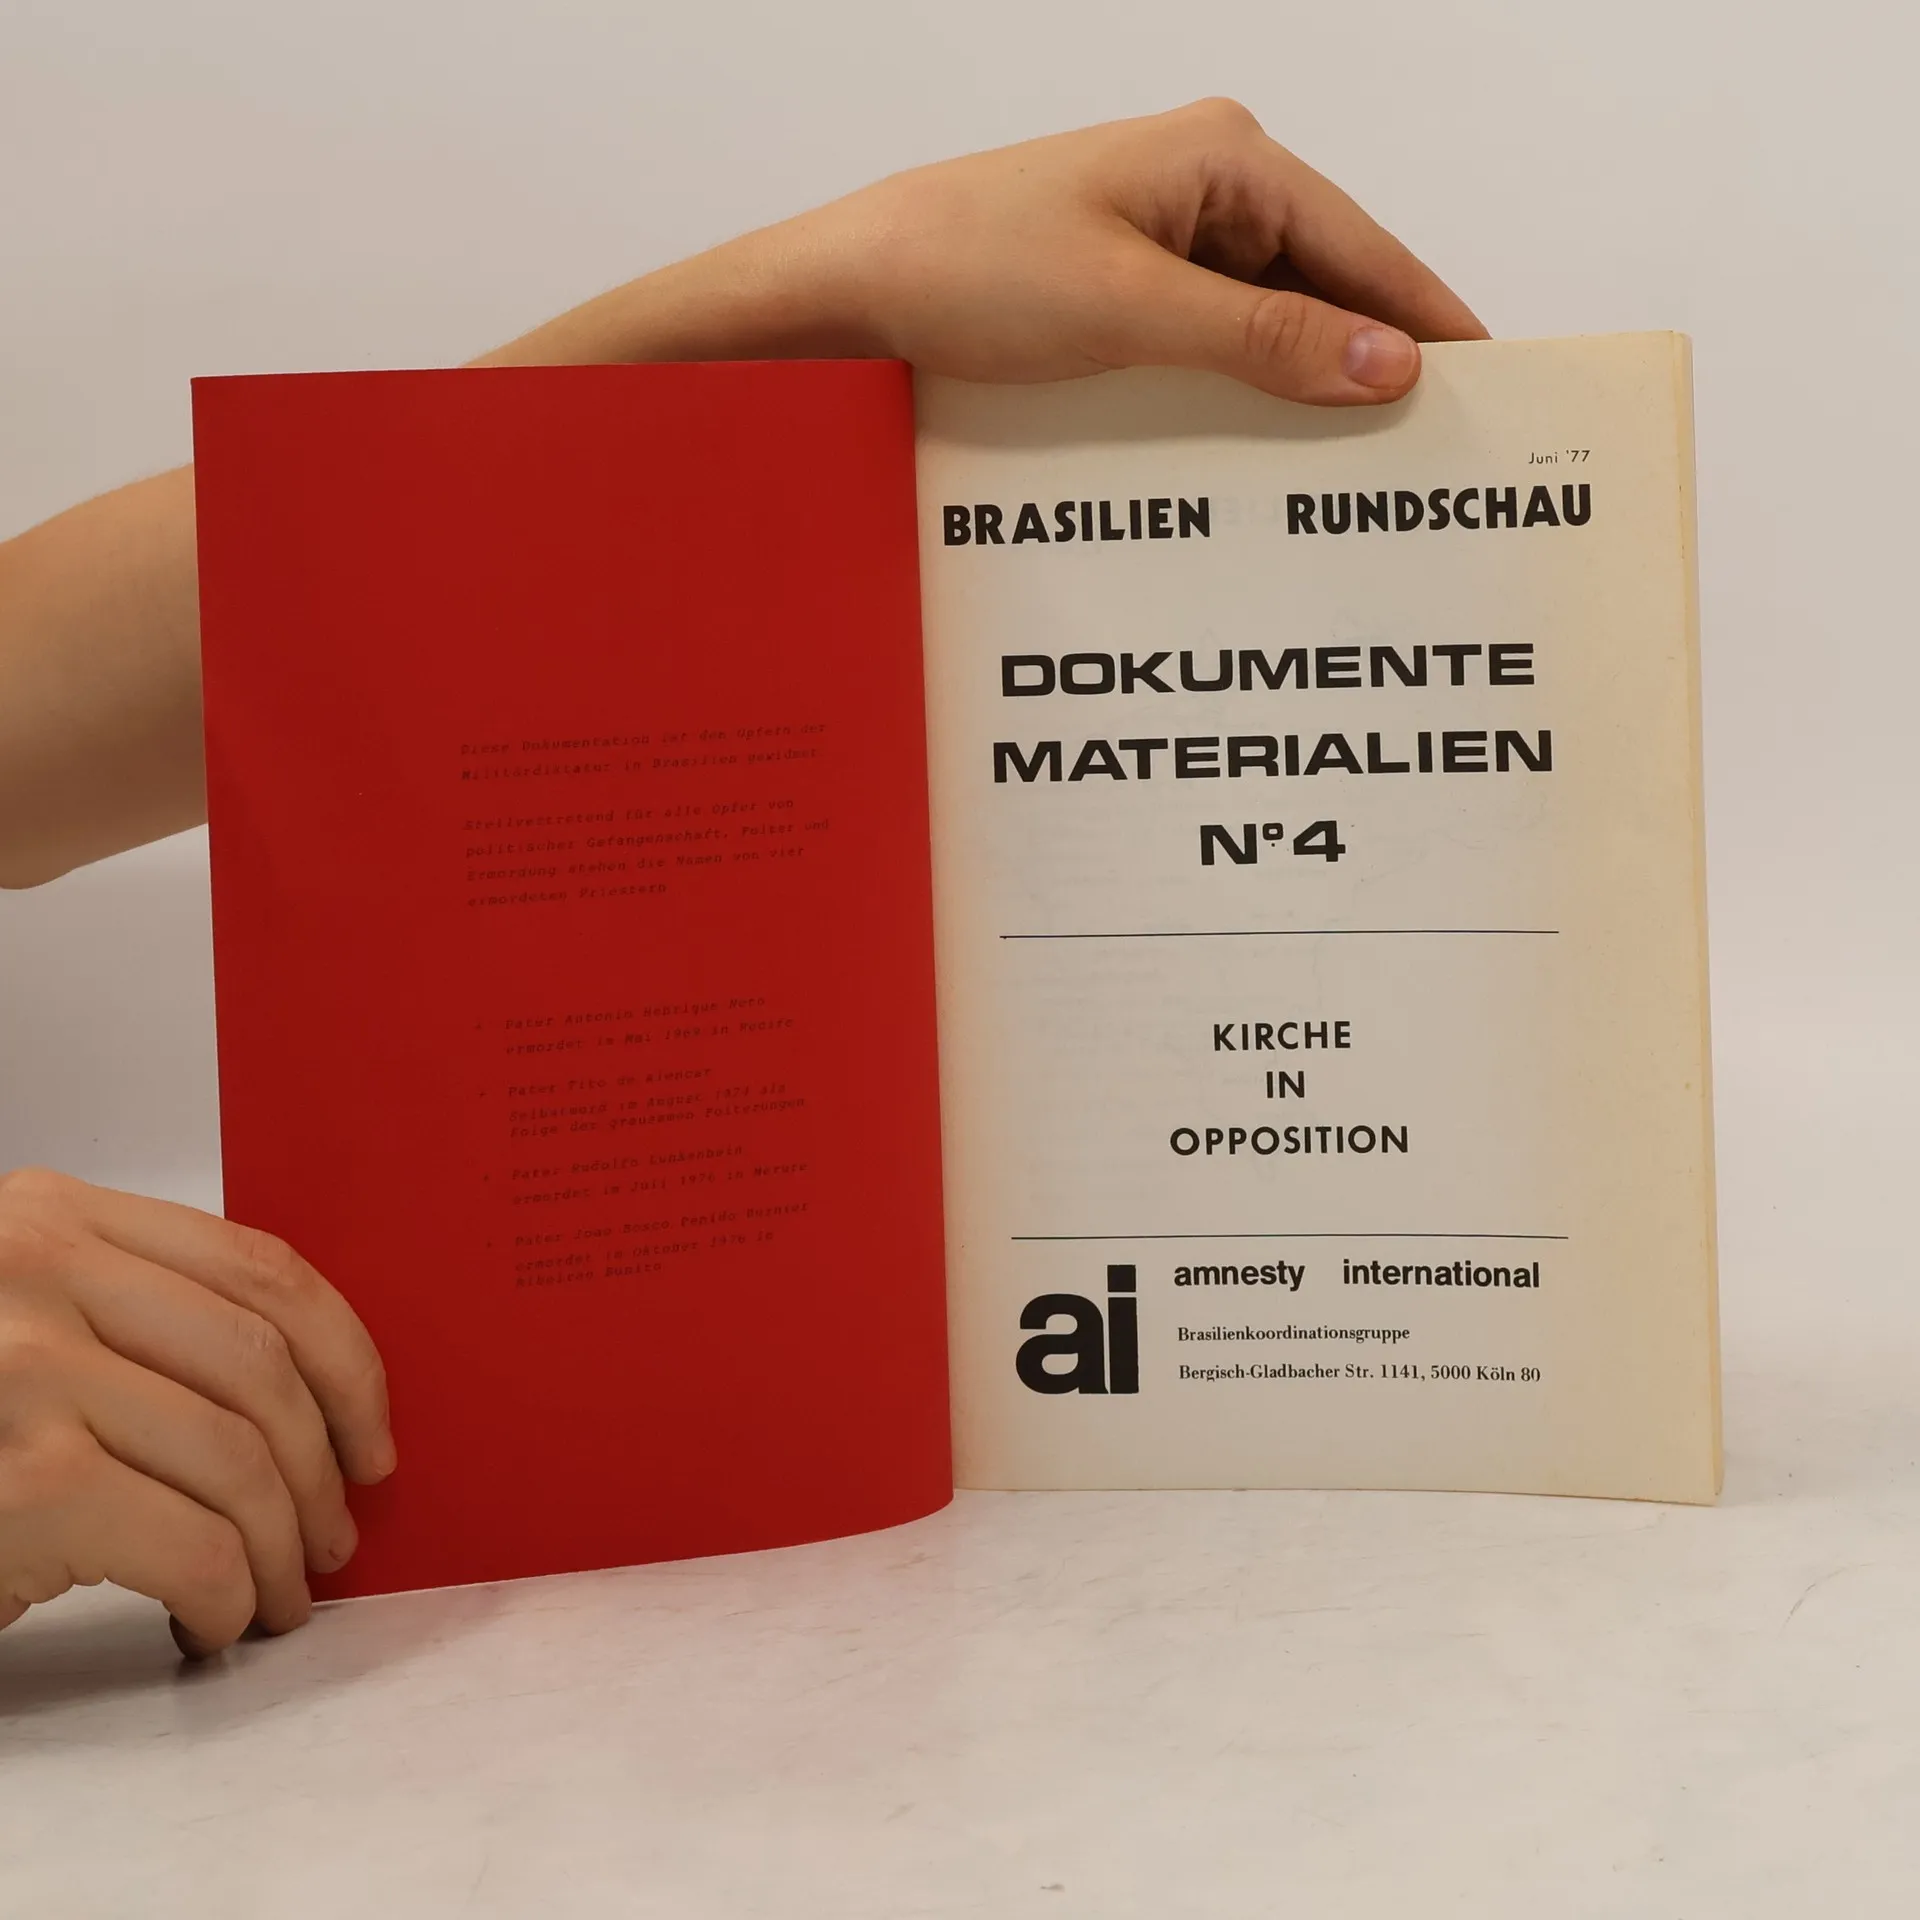 Diese Dokumentation ist den Opfern der
Militärdiktatur in Brasilien gewidmet
Stellvertretend für alle Opfer von
politischer Gefangenschaft, Folter und
Ermordung stehen die Namen von vier
ermordeten Priestern
+ Pater Antonio Henrique Neto
ermordet im Mai 1969 in Recife
+ Pater Tito de Alencar
Selbstmord im August 1974 als
Folge der grausamen Folterungen
+ Pater Rudolfo Lunkenbein
ermordet im Juli 1976 in Merure
+ Pater Joao Bosco Penido Burnier
ermordet im Oktober 1976 in
Ribeirao Bonito
Juni '77
BRASILIEN RUNDSCHAU
DOKUMENTE
MATERIALIEN
Nº4
KIRCHE
IN
OPPOSITION
ai
amnesty international
Brasilienkoordinationsgruppe
Bergisch-Gladbacher Str. 1141, 5000 Köln 80